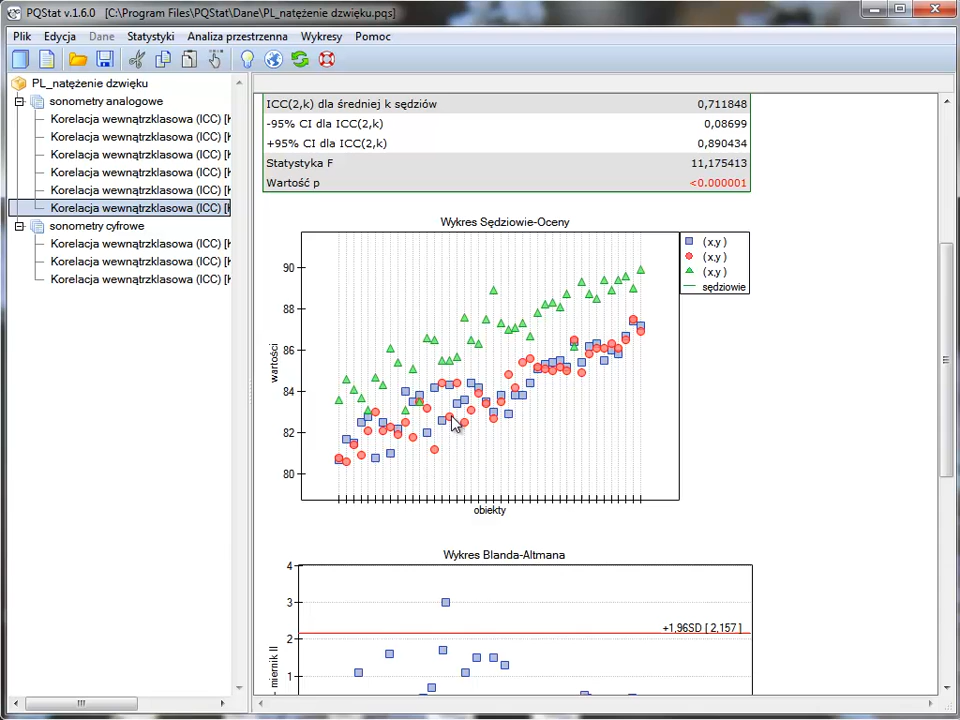 PQStat v.1.6.0 [C:\Program Files\PQStat\Dane\PL_natężenie dzwięku.pqs]
Plik Edycja Dane Statystyki Analiza przestrzenna Wykresy Pomoc
PL_natężenie dzwięku
sonometry analogowe
Korelacja wewnątrzklasowa (ICC) [
Korelacja wewnątrzklasowa (ICC) [
Korelacja wewnątrzklasowa (ICC) [
Korelacja wewnątrzklasowa (ICC) [
Korelacja wewnątrzklasowa (ICC) [
Korelacja wewnątrzklasowa (ICC) [
sonometry cyfrowe
Korelacja wewnątrzklasowa (ICC) [
Korelacja wewnątrzklasowa (ICC) [
Korelacja wewnątrzklasowa (ICC) [
ICC(2,k) dla średniej k sędziów 0,711848
-95% CI dla ICC(2,k) 0,08699
+95% CI dla ICC(2,k) 0,890434
Statystyka F 11,175413
Wartość p <0.000001
Wykres Sędziowie-Oceny
(x,y)
(x,y)
(x,y)
sędziowie
90
88
86
84
82
80
wartości
obiekty
Wykres Blanda-Altmana
4
3
2
1
+1,96SD [ 2,157 ]
- miernik II